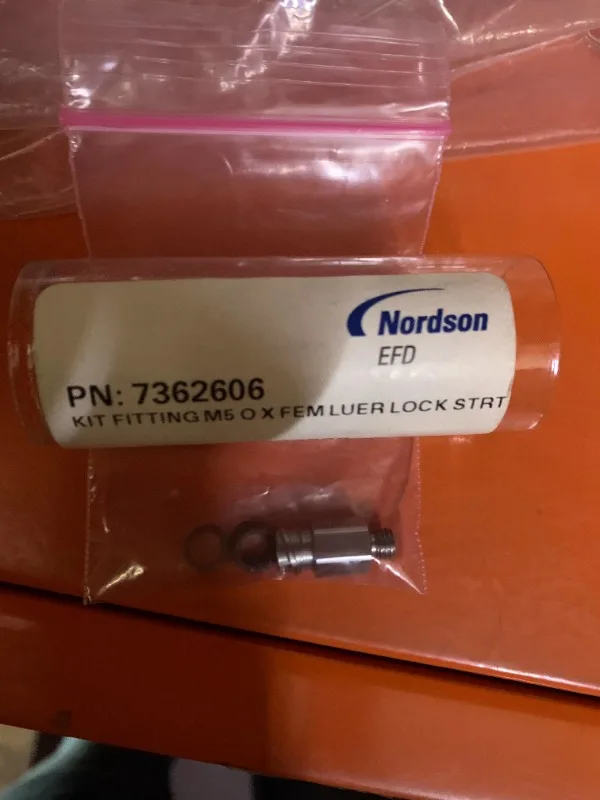 Nordson
EFD
PN: 7362606
KIT FITTING M5 O X FEM LUER LOCK STRT